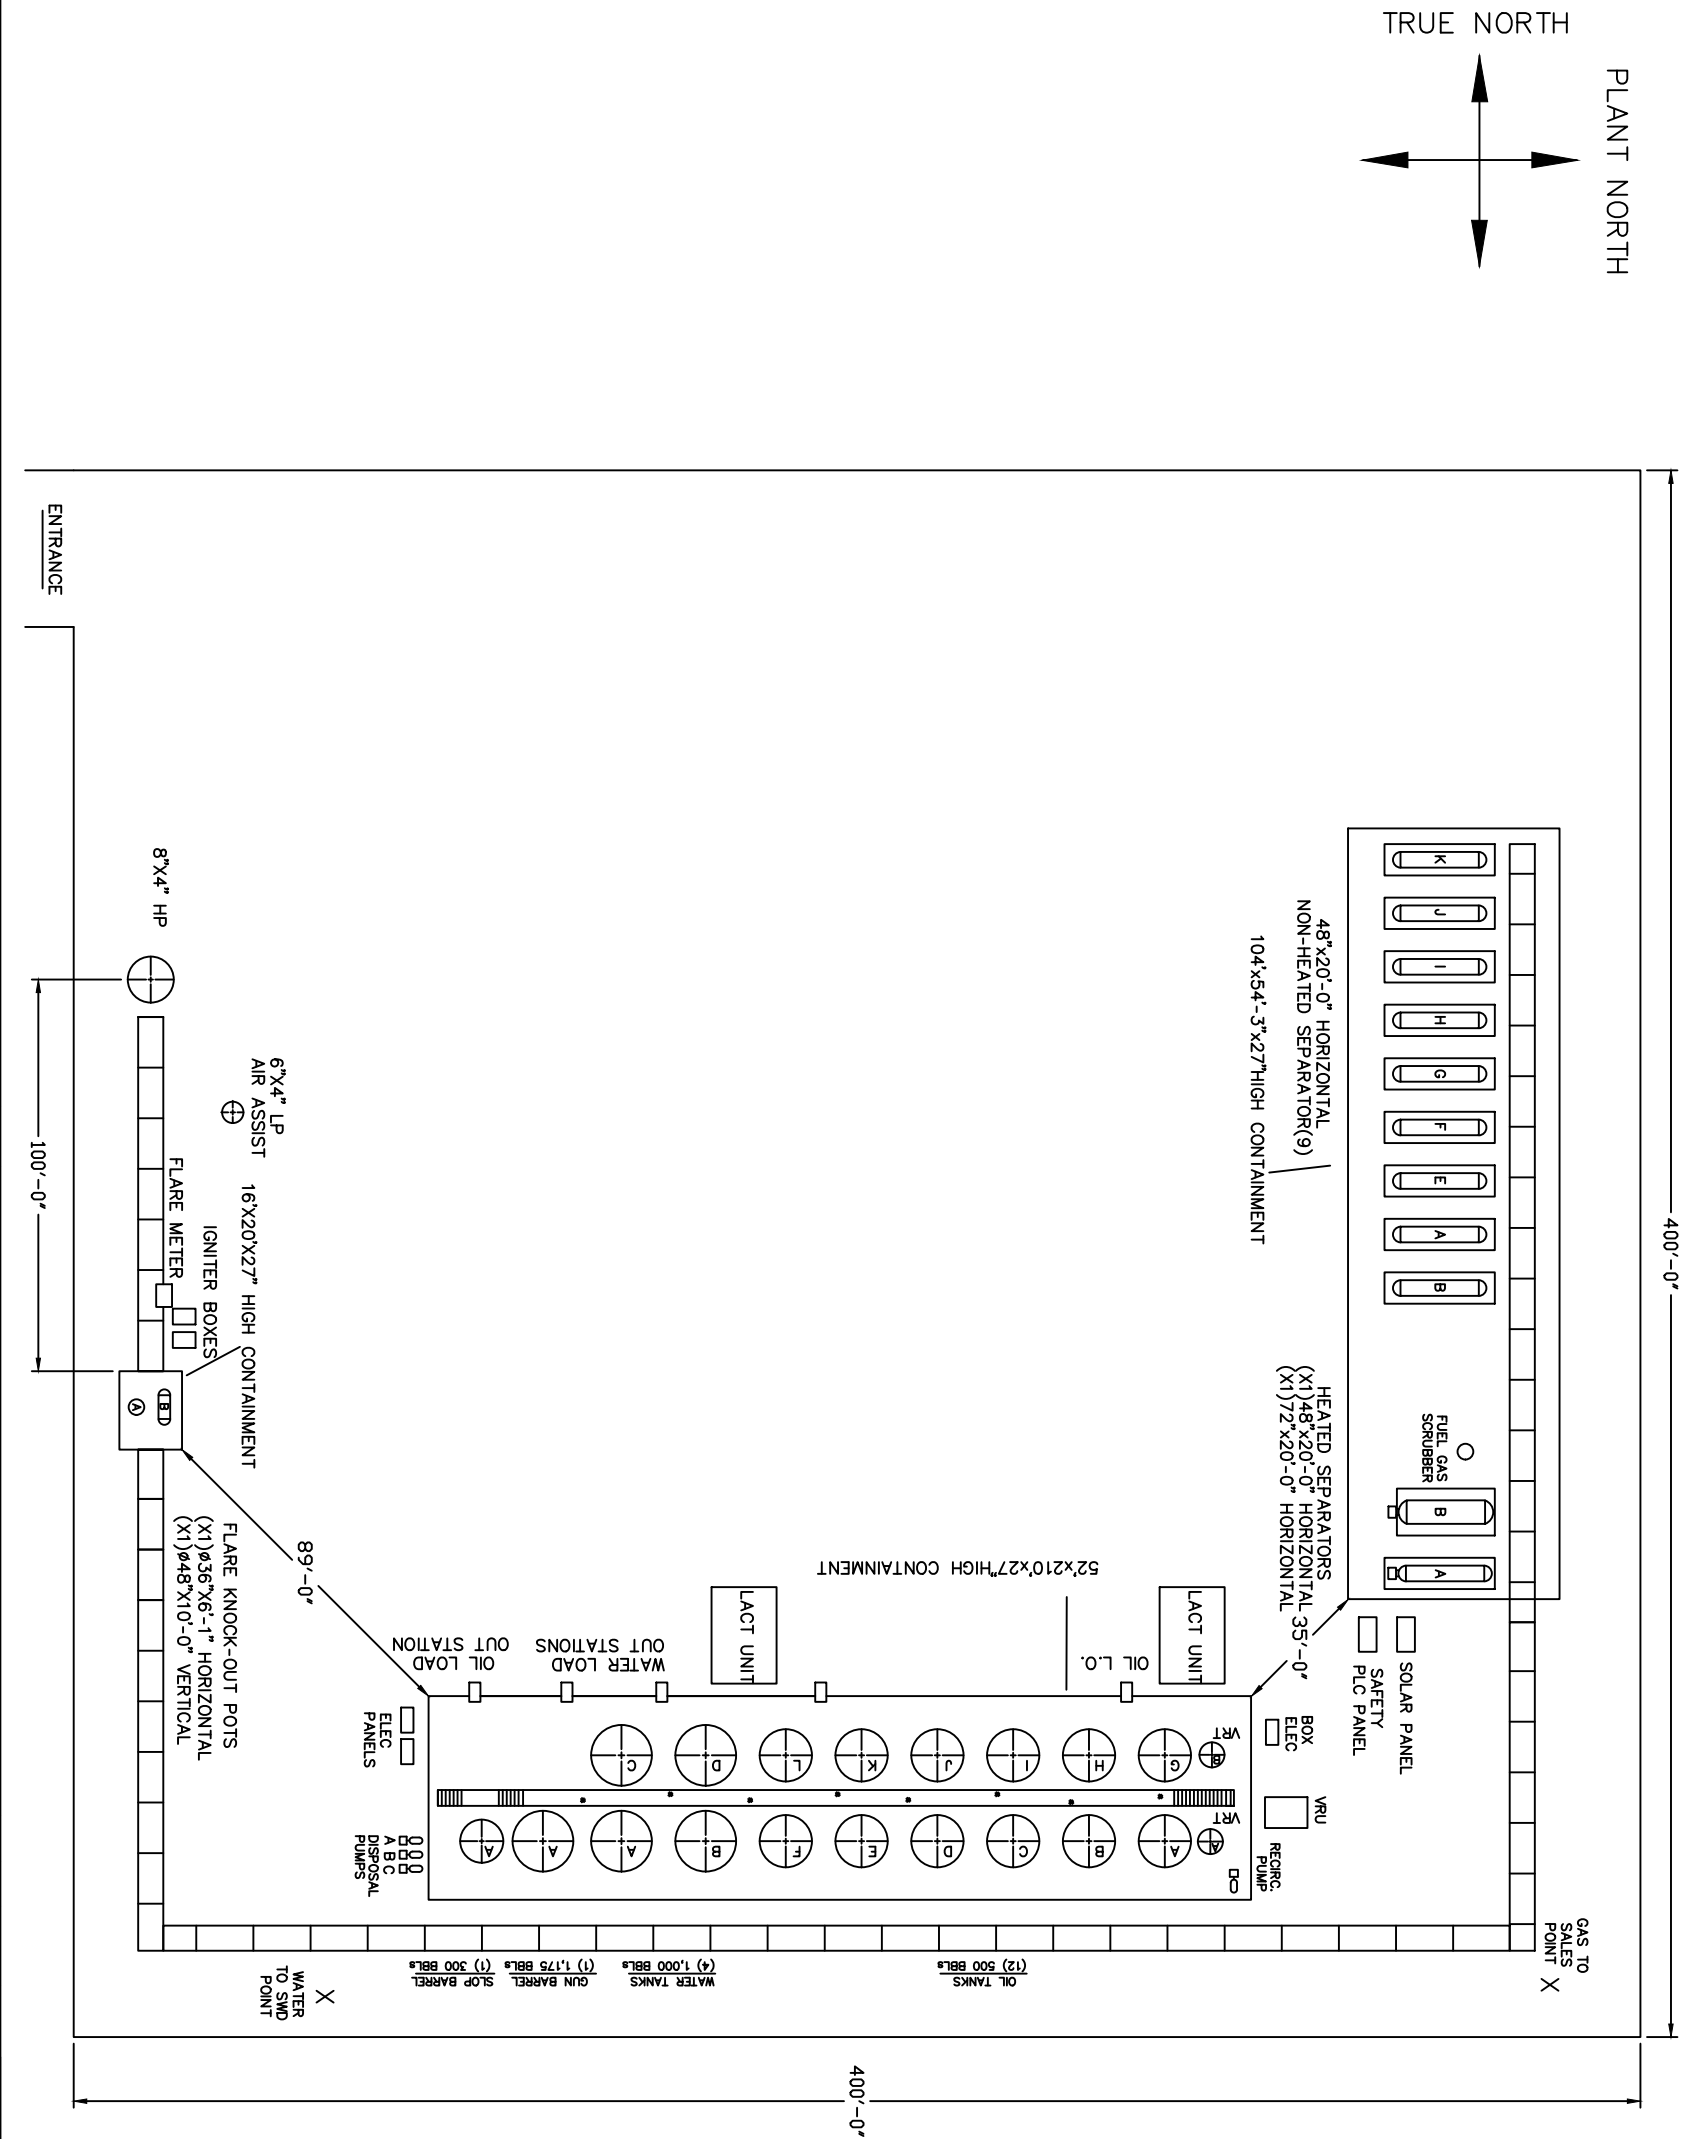 TRUE NORTH
PLANT NORTH
400'-0"
400'-0"
ENTRANCE
K
J
I
H
G
F
E
A
B
48"x20'-0" HORIZONTAL
NON-HEATED SEPARATOR(9)
104'x54'-3"x27"HIGH CONTAINMENT
FUEL GAS
SCRUBBER
B
A
HEATED SEPARATORS
(X1)48"x20'-0" HORIZONTAL
(X1)72"x20'-0" HORIZONTAL
35'-0"
SOLAR PANEL
SAFETY
PLC PANEL
BOX
ELEC
VRU
RECIRC.
PUMP
GAS TO
SALES
POINT
X
8"X4" HP
6"X4" LP
AIR ASSIST
100'-0"
FLARE METER
IGNITER BOXES
16'X20'X27" HIGH CONTAINMENT
A
B
89'-0"
FLARE KNOCK-OUT POTS
(X1)ø36"X6'-1" HORIZONTAL
(X1)ø48"X10'-0" VERTICAL
52'x210'x27"HIGH CONTAINMENT
LACT UNIT
LACT UNIT
OIL L.O.
WATER LOAD
OUT STATIONS
OIL LOAD
OUT STATION
ELEC
PANELS
C
D
L
K
J
I
H
G
B
VRT
VRT
A
A
A
B
F
E
D
C
B
A
A
A B C
DISPOSAL
PUMPS
OIL TANKS
(12) 500 BBLs
WATER TANKS
(4) 1,000 BBLs
GUN BARREL
(1) 1,175 BBLs
SLOP BARREL
(1) 300 BBLs
X
WATER
TO SWD
POINT